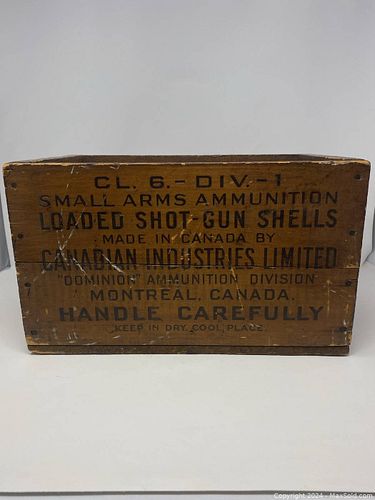 CL. 6.- DIV.-1
SMALL ARMS AMMUNITION
LOADED SHOT-GUN SHELLS
MADE IN CANADA BY
CANADIAN INDUSTRIES LIMITED
"DOMINION" AMMUNITION DIVISION
MONTREAL, CANADA.
HANDLE CAREFULLY
KEEP IN DRY, COOL, PLACE.
Copyright 2024 - MaxSold.com